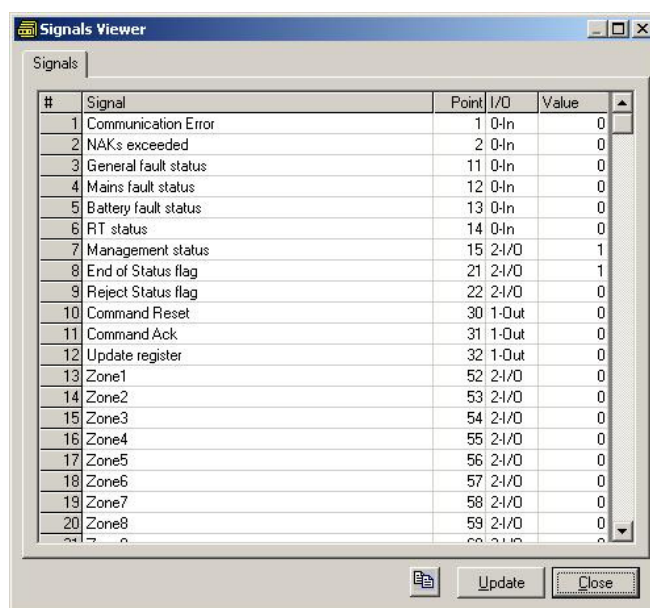 Signals Viewer
Signals
# Signal Point I/O Value
1 Communication Error 1 0-In 0
2 NAKs exceeded 2 0-In 0
3 General fault status 11 0-In 0
4 Mains fault status 12 0-In 0
5 Battery fault status 13 0-In 0
6 RT status 14 0-In 0
7 Management status 15 2-I/O 1
8 End of Status flag 21 2-I/O 1
9 Reject Status flag 22 2-I/O 0
10 Command Reset 30 1-Out 0
11 Command Ack 31 1-Out 0
12 Update register 32 1-Out 0
13 Zone1 52 2-I/O 0
14 Zone2 53 2-I/O 0
15 Zone3 54 2-I/O 0
16 Zone4 55 2-I/O 0
17 Zone5 56 2-I/O 0
18 Zone6 57 2-I/O 0
19 Zone7 58 2-I/O 0
20 Zone8 59 2-I/O 0
Update Close